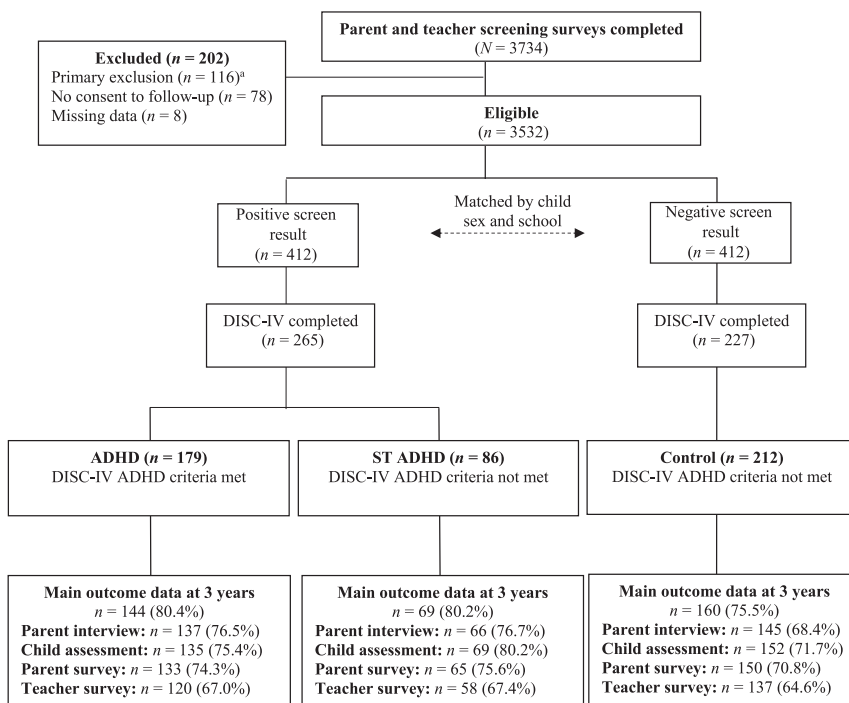 Parent and teacher screening surveys completed
(N = 3734)
Excluded (n = 202)
Primary exclusion (n = 116)a
No consent to follow-up (n = 78)
Missing data (n = 8)
Eligible
(n = 3532)
Positive screen
result
(n = 412)
Matched by child
sex and school
Negative screen
result
(n = 412)
DISC-IV completed
(n = 265)
DISC-IV completed
(n = 227)
ADHD (n = 179)
DISC-IV ADHD criteria met
ST ADHD (n = 86)
DISC-IV ADHD criteria not met
Control (n = 212)
DISC-IV ADHD criteria not met
Main outcome data at 3 years
n = 144 (80.4%)
Parent interview: n = 137 (76.5%)
Child assessment: n = 135 (75.4%)
Parent survey: n = 133 (74.3%)
Teacher survey: n = 120 (67.0%)
Main outcome data at 3 years
n = 69 (80.2%)
Parent interview: n = 66 (76.7%)
Child assessment: n = 69 (80.2%)
Parent survey: n = 65 (75.6%)
Teacher survey: n = 58 (67.4%)
Main outcome data at 3 years
n = 160 (75.5%)
Parent interview: n = 145 (68.4%)
Child assessment: n = 152 (71.7%)
Parent survey: n = 150 (70.8%)
Teacher survey: n = 137 (64.6%)